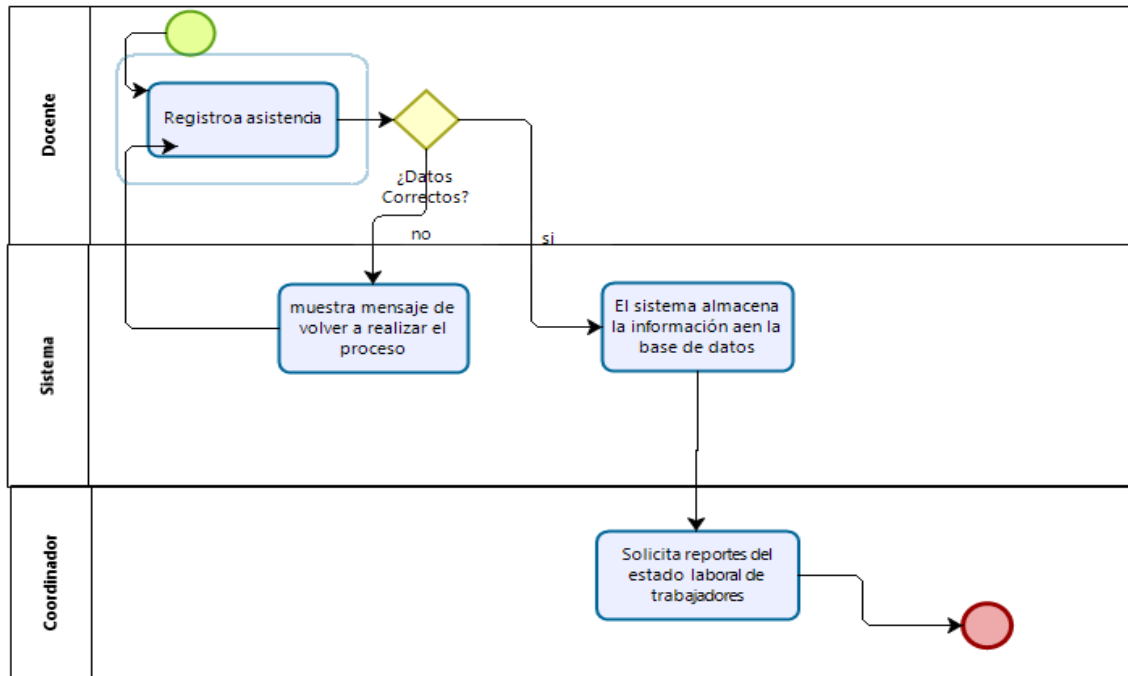 Docente
Registroa asistencia
¿Datos
Correctos?
no
si
Sistema
muestra mensaje de
volver a realizar el
proceso
El sistema almacena
la información aen la
base de datos
Coordinador
Solicita reportes del
estado laboral de
trabajadores